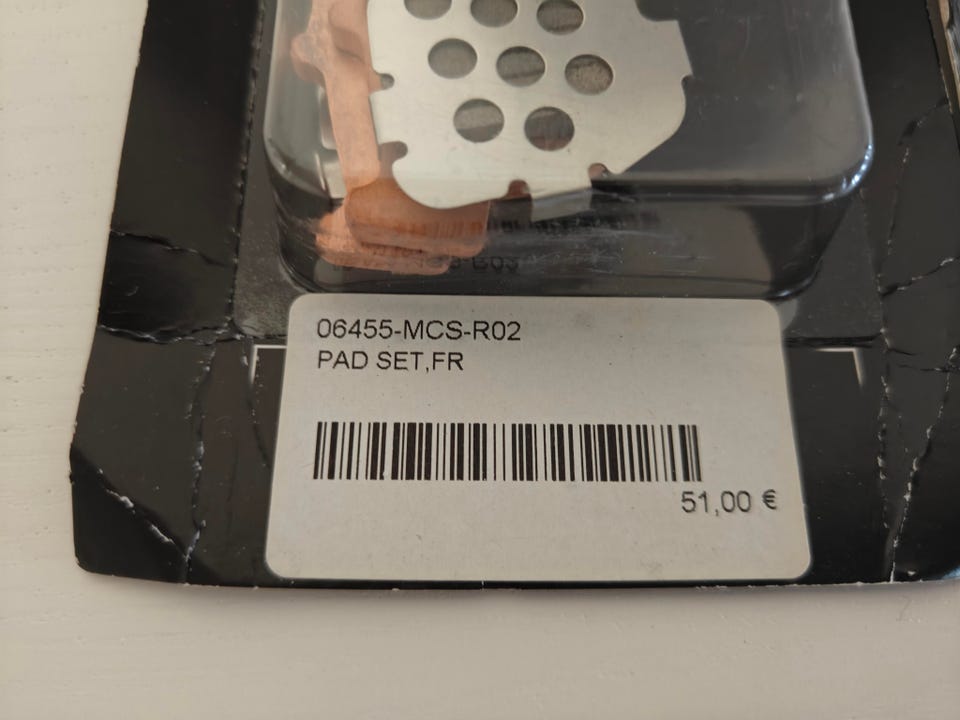 06455-MCS-R02
PAD SET,FR
51,00 €